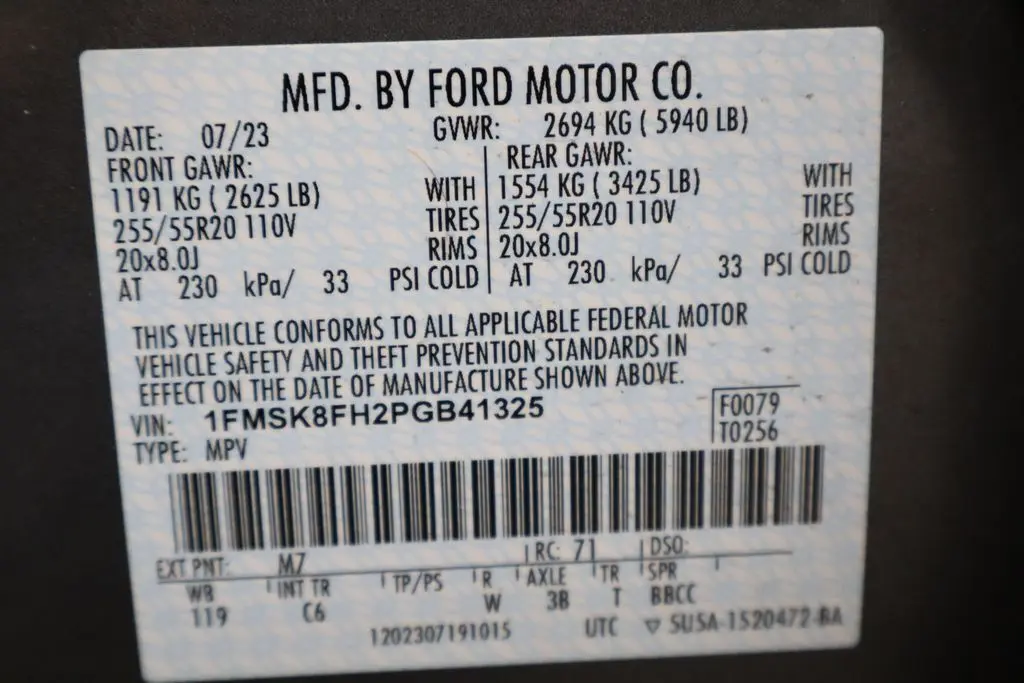 MFD. BY FORD MOTOR CO.
DATE: 07/23 GVWR: 2694 KG ( 5940 LB)
FRONT GAWR: REAR GAWR:
1191 KG ( 2625 LB) WITH 1554 KG ( 3425 LB) WITH
255/55R20 110V TIRES 255/55R20 110V TIRES
20x8.0J RIMS 20x8.0J RIMS
AT 230 kPa/ 33 PSI COLD AT 230 kPa/ 33 PSI COLD
THIS VEHICLE CONFORMS TO ALL APPLICABLE FEDERAL MOTOR
VEHICLE SAFETY AND THEFT PREVENTION STANDARDS IN
EFFECT ON THE DATE OF MANUFACTURE SHOWN ABOVE.
VIN: 1FMSK8FH2PGB41325 F0079
TYPE: MPV T0256
EXT PNT: M7 RC: 71 DSO:
WB INT TR TP/PS R AXLE TR SPR
119 C6 W 3B T BBCC
1202307191015 UTC ▽ SU5A-1520472-BA